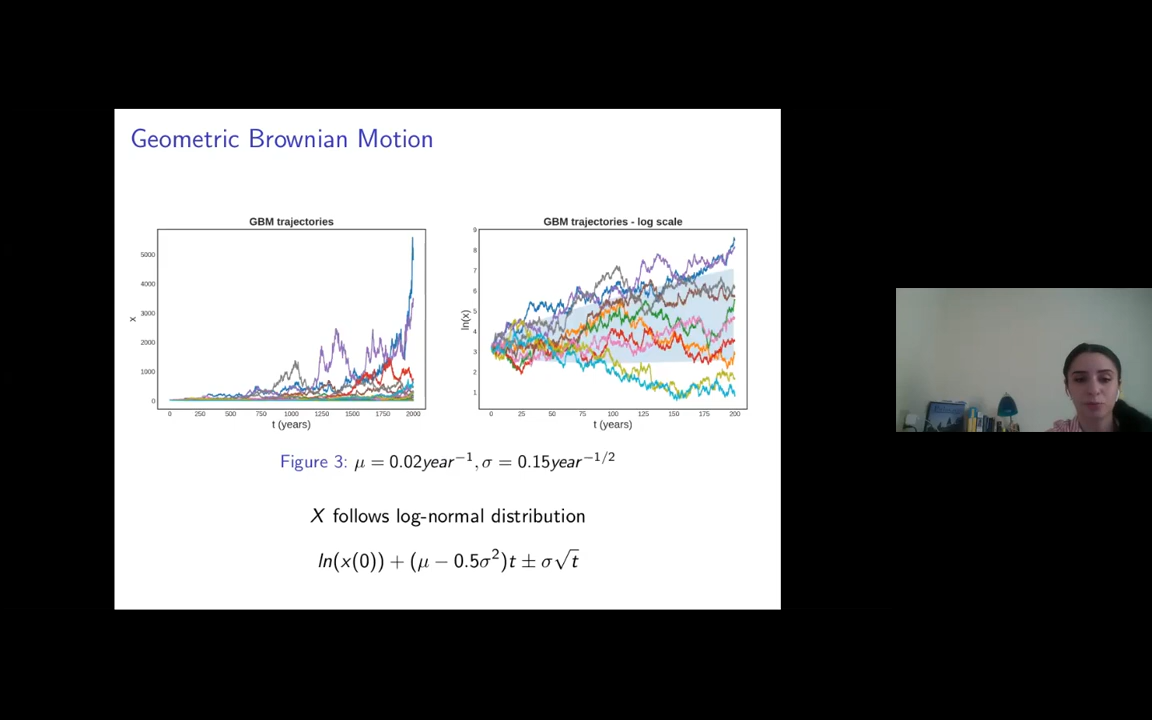 Geometric Brownian Motion
GBM trajectories
x
5000
4000
3000
2000
1000
0
0 250 500 750 1000 1250 1500 1750 2000
t (years)
GBM trajectories - log scale
ln(x)
9
8
7
6
5
4
3
2
1
0 25 50 75 100 125 150 175 200
t (years)
Figure 3: μ = 0.02year⁻¹, σ = 0.15year⁻¹/²
X follows log-normal distribution
ln(x(0)) + (μ − 0.5σ²)t ± σ√t